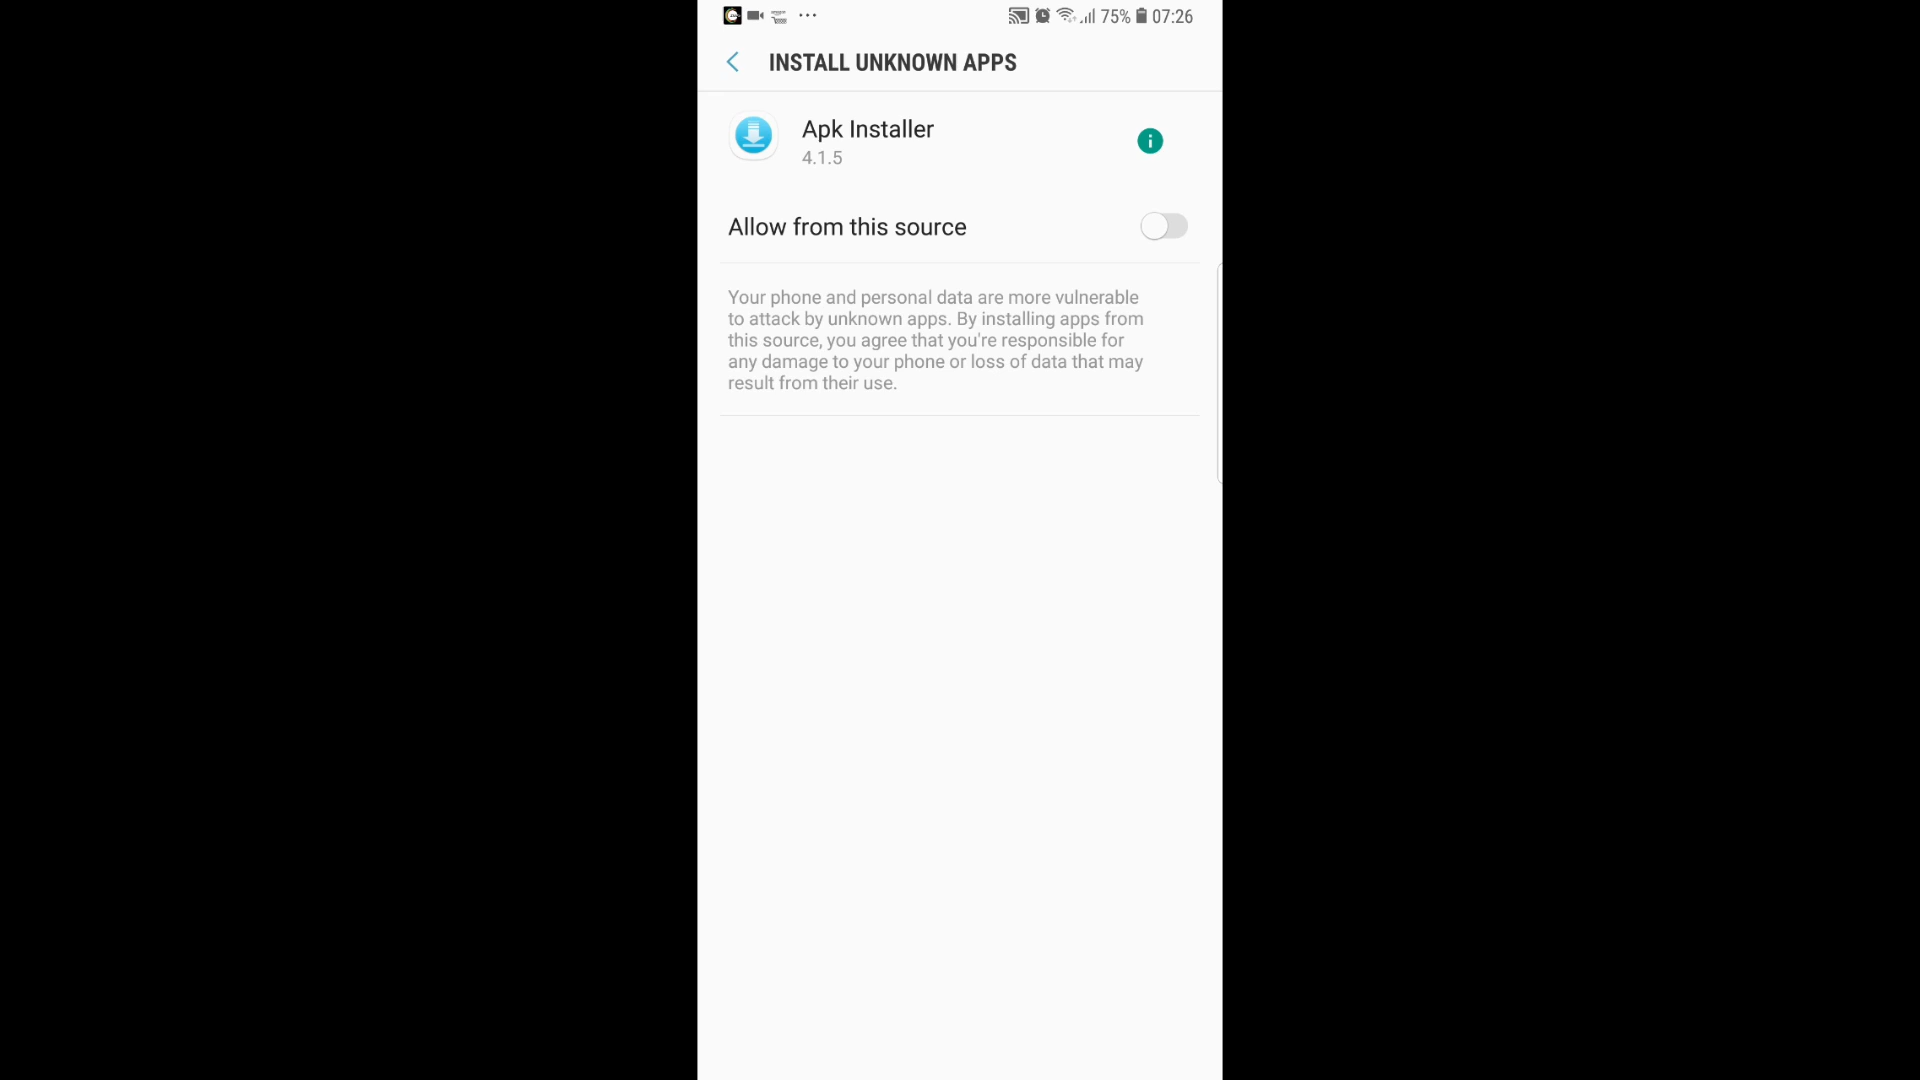 75% 07:26
INSTALL UNKNOWN APPS
Apk Installer
4.1.5
Allow from this source
Your phone and personal data are more vulnerable
to attack by unknown apps. By installing apps from
this source, you agree that you're responsible for
any damage to your phone or loss of data that may
result from their use.